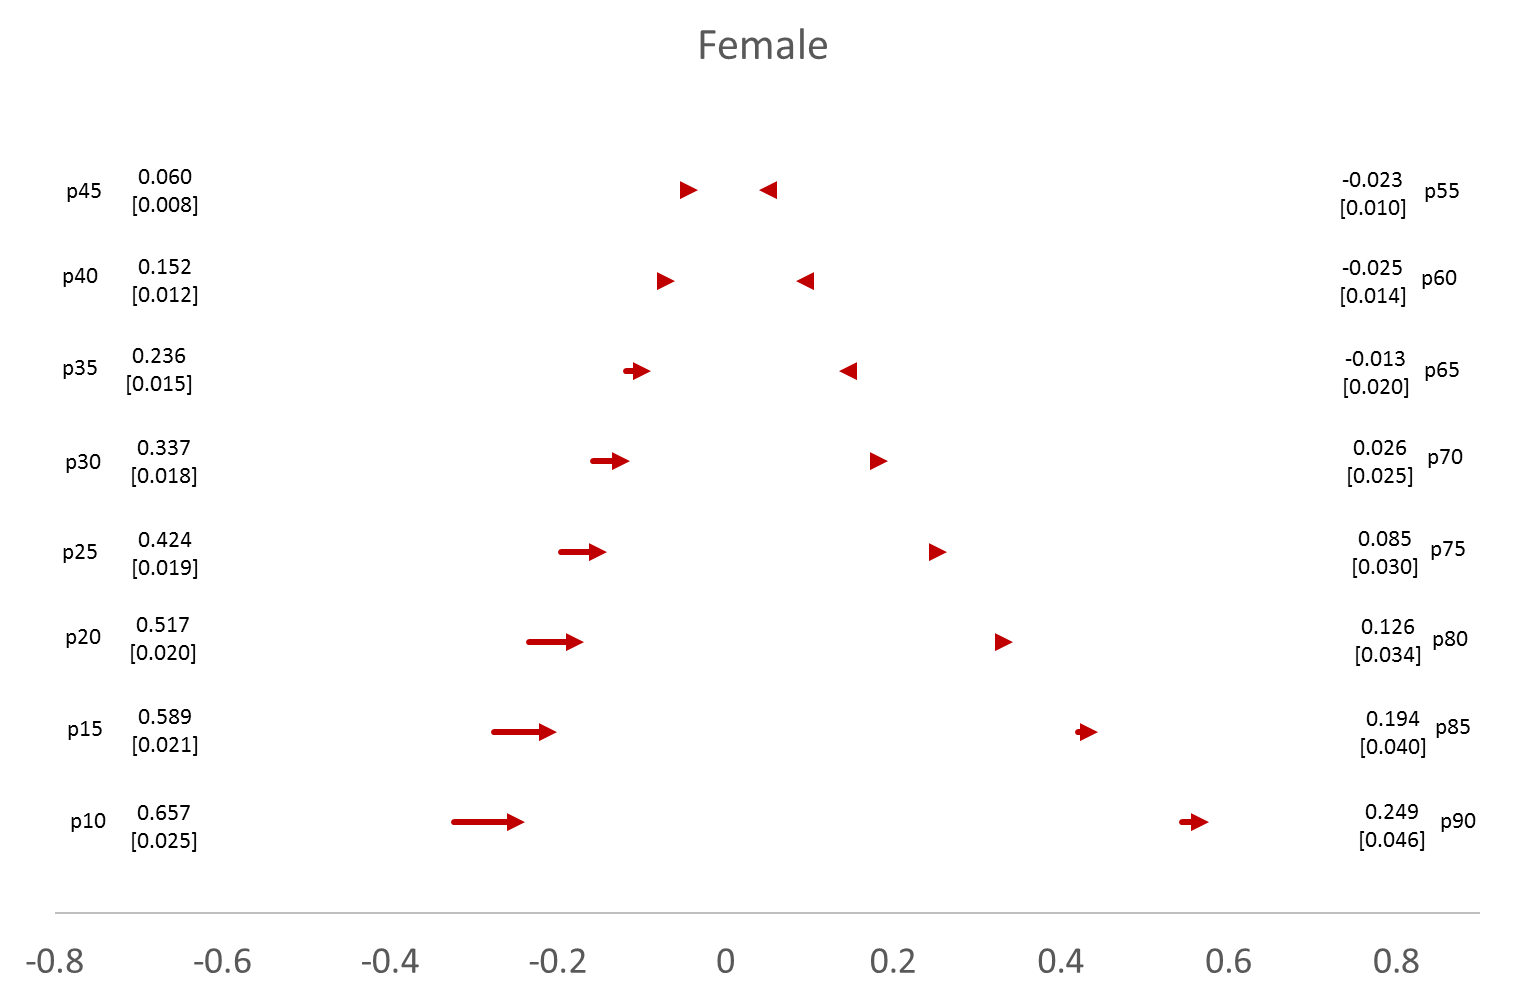 Female
p45 0.060 -0.023 p55
[0.008] [0.010]
p40 0.152 -0.025 p60
[0.012] [0.014]
p35 0.236 -0.013 p65
[0.015] [0.020]
p30 0.337 0.026 p70
[0.018] [0.025]
p25 0.424 0.085 p75
[0.019] [0.030]
p20 0.517 0.126 p80
[0.020] [0.034]
p15 0.589 0.194 p85
[0.021] [0.040]
p10 0.657 0.249 p90
[0.025] [0.046]
-0.8 -0.6 -0.4 -0.2 0 0.2 0.4 0.6 0.8